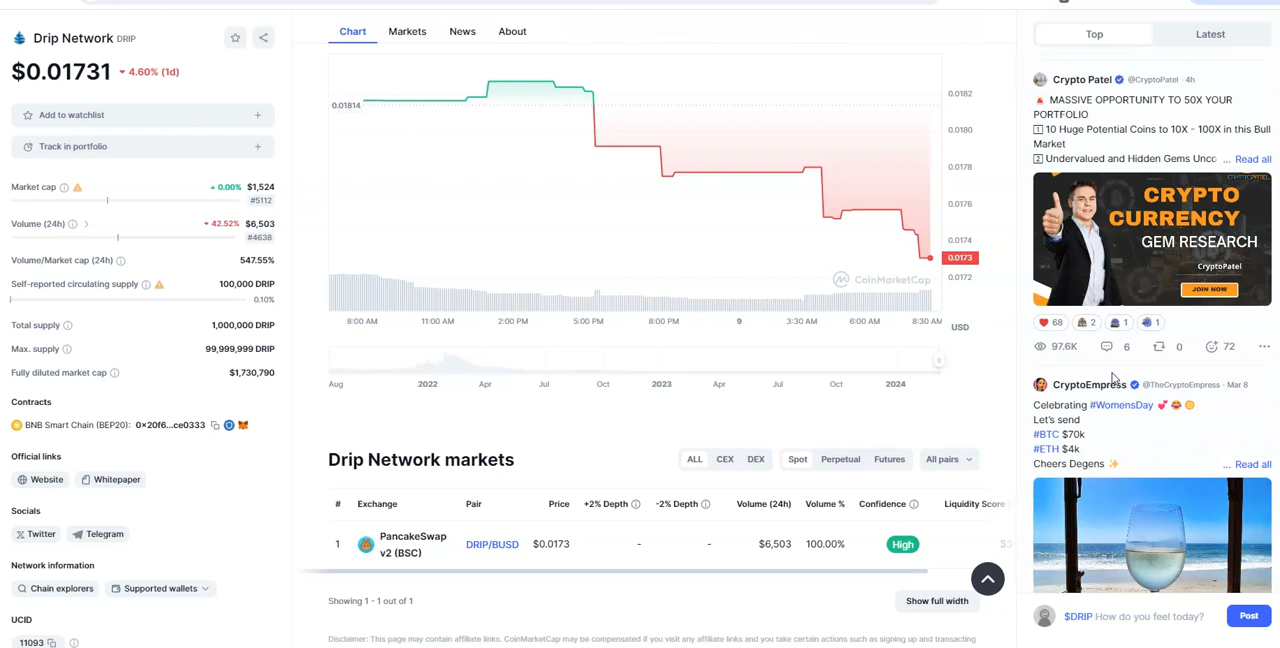 Drip Network DRIP
$0.01731 4.60% (1d)
Add to watchlist +
Track in portfolio +
Market cap 0.00% $1,524
#5112
Volume (24h) 42.52% $6,503
#4638
Volume/Market cap (24h) 547.55%
Self-reported circulating supply 100,000 DRIP
0.10%
Total supply 1,000,000 DRIP
Max. supply 99,999,999 DRIP
Fully diluted market cap $1,730,790
Contracts
BNB Smart Chain (BEP20): 0x20f6...ce0333
Official links
Website Whitepaper
Socials
Twitter Telegram
Network information
Chain explorers Supported wallets
UCID
11093
Chart Markets News About
0.01814
0.0182
0.0180
0.0178
0.0176
0.0174
0.0173
0.0172
CoinMarketCap
8:00 AM 11:00 AM 2:00 PM 5:00 PM 8:00 PM 9 3:30 AM 6:00 AM 8:30 AM USD
Aug 2022 Apr Jul Oct 2023 Apr Jul Oct 2024
Drip Network markets ALL CEX DEX Spot Perpetual Futures All pairs
# Exchange Pair Price +2% Depth -2% Depth Volume (24h) Volume % Confidence Liquidity Score
1 PancakeSwap v2 (BSC) DRIP/BUSD $0.0173 - - $6,503 100.00% High 33
Showing 1 - 1 out of 1 Show full width
Disclaimer: This page may contain affiliate links. CoinMarketCap may be compensated if you visit any affiliate links and you take certain actions such as signing up and transacting
Top Latest
Crypto Patel @CryptoPatel · 4h
MASSIVE OPPORTUNITY TO 50X YOUR
PORTFOLIO
1 10 Huge Potential Coins to 10X - 100X in this Bull
Market
2 Undervalued and Hidden Gems Unco ... Read all
CRYPTO
CURRENCY
GEM RESEARCH
CryptoPatel
JOIN NOW
68 2 1 1
97.6K 6 0 72 ...
CryptoEmpress @TheCryptoEmpress · Mar 8
Celebrating #WomensDay
Let's send
#BTC $70k
#ETH $4k
Cheers Degens ... Read all
$DRIP How do you feel today? Post